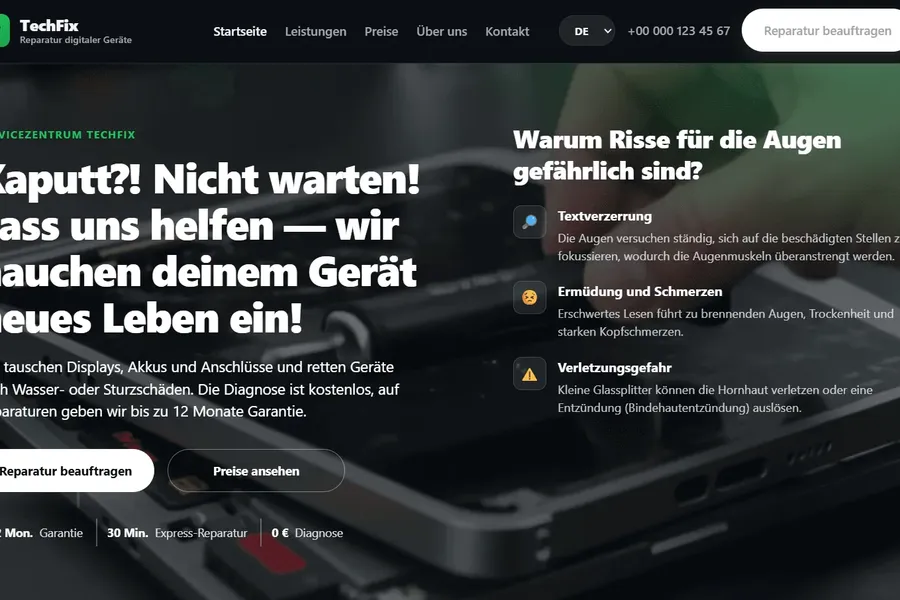 TechFix
Reparatur digitaler Geräte
Startseite
Leistungen
Preise
Über uns
Kontakt
DE
+00 000 123 45 67
Reparatur beauftragen
VICEZENTRUM TECHFIX
Kaputt?! Nicht warten!
ass uns helfen — wir
hauchen deinem Gerät
neues Leben ein!
tauschen Displays, Akkus und Anschlüsse und retten Geräte
h Wasser- oder Sturzschäden. Die Diagnose ist kostenlos, auf
paraturen geben wir bis zu 12 Monate Garantie.
Reparatur beauftragen
Preise ansehen
2 Mon. Garantie
30 Min. Express-Reparatur
0 € Diagnose
Warum Risse für die Augen
gefährlich sind?
Textverzerrung
Die Augen versuchen ständig, sich auf die beschädigten Stellen z
fokussieren, wodurch die Augenmuskeln überanstrengt werden.
Ermüdung und Schmerzen
Erschwertes Lesen führt zu brennenden Augen, Trockenheit und
starken Kopfschmerzen.
Verletzungsgefahr
Kleine Glassplitter können die Hornhaut verletzen oder eine
Entzündung (Bindehautentzündung) auslösen.